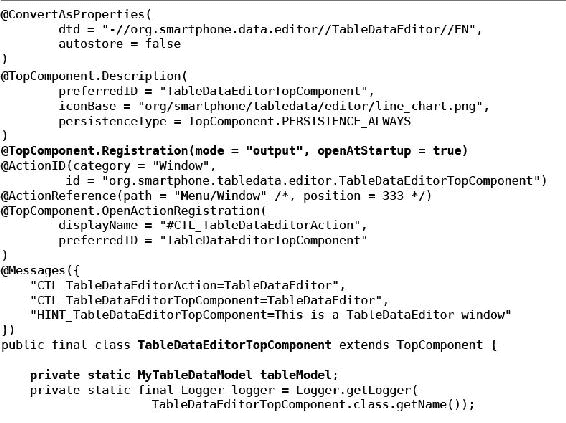 @ConvertAsProperties(
        dtd = "-//org.smartphone.data.editor//TableDataEditor//EN",
        autostore = false
)
@TopComponent.Description(
        preferredID = "TableDataEditorTopComponent",
        iconBase = "org/smartphone/tabledata/editor/line_chart.png",
        persistenceType = TopComponent.PERSISTENCE_ALWAYS
)
@TopComponent.Registration(mode = "output", openAtStartup = true)
@ActionID(category = "Window",
         id = "org.smartphone.tabledata.editor.TableDataEditorTopComponent")
@ActionReference(path = "Menu/Window" /*, position = 333 */)
@TopComponent.OpenActionRegistration(
        displayName = "#CTL_TableDataEditorAction",
        preferredID = "TableDataEditorTopComponent"
)
@Messages({
    "CTL_TableDataEditorAction=TableDataEditor",
    "CTL_TableDataEditorTopComponent=TableDataEditor",
    "HINT_TableDataEditorTopComponent=This is a TableDataEditor window"
})
public final class TableDataEditorTopComponent extends TopComponent {

    private static MyTableDataModel tableModel;
    private static final Logger logger = Logger.getLogger(
                     TableDataEditorTopComponent.class.getName());